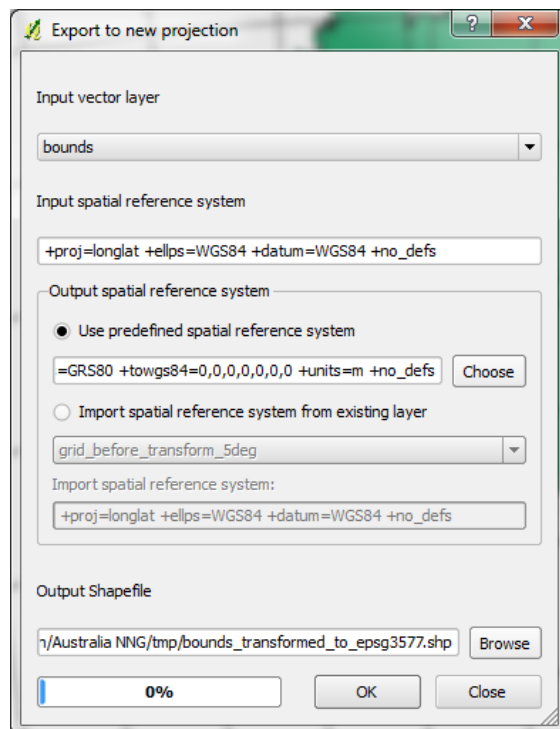 Export to new projection
Input vector layer
bounds
Input spatial reference system
+proj=longlat +ellps=WGS84 +datum=WGS84 +no_defs
Output spatial reference system
Use predefined spatial reference system
=GRS80 +towgs84=0,0,0,0,0,0,0 +units=m +no_defs
Choose
Import spatial reference system from existing layer
grid_before_transform_5deg
Import spatial reference system:
+proj=longlat +ellps=WGS84 +datum=WGS84 +no_defs
Output Shapefile
n/Australia NNG/tmp/bounds_transformed_to_epsg3577.shp
Browse
0%
OK
Close